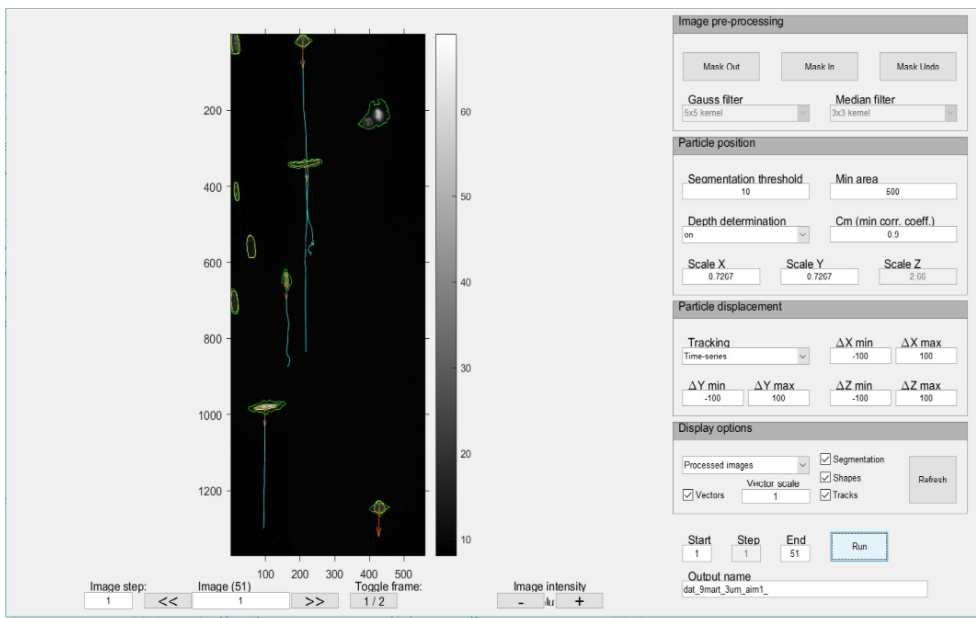 Image pre-processing
Mask Out Mask In Mask Undo
Gauss filter Median filter
5x5 kernel 3x3 kernel
Particle position
Segmentation threshold Min area
10 500
Depth determination Cm (min corr. coeff.)
on 0.9
Scale X Scale Y Scale Z
0.7267 0.7267 2.66
Particle displacement
Tracking ΔX min ΔX max
Time-series -100 100
ΔY min ΔY max ΔZ min ΔZ max
-100 100 -100 100
Display options
Processed images Segmentation
Vector scale Shapes Refresh
Vectors 1 Tracks
Start Step End
1 1 51 Run
Output name
dat_9mart_3um_aim1_
200
400
600
800
1000
1200
100 200 300 400 500
60
50
40
30
20
10
Image step: Image (51) Toggle frame: Image intensity
1 << 1 >> 1 / 2 - +